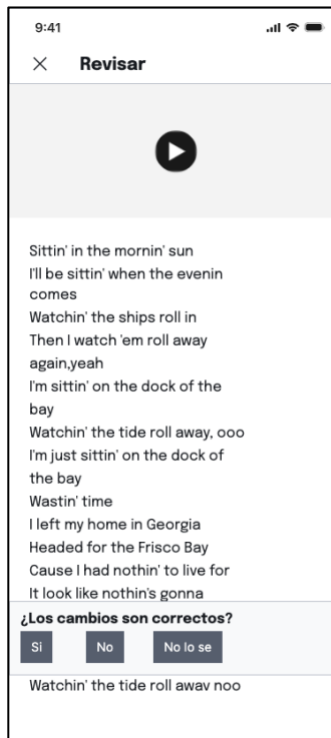 9:41
Revisar
Sittin' in the mornin' sun
I'll be sittin' when the evenin
comes
Watchin' the ships roll in
Then I watch 'em roll away
again,yeah
I'm sittin' on the dock of the
bay
Watchin' the tide roll away, ooo
I'm just sittin' on the dock of
the bay
Wastin' time
I left my home in Georgia
Headed for the Frisco Bay
Cause I had nothin' to live for
It look like nothin's gonna
¿Los cambios son correctos?
Si No No lo se
Watchin' the tide roll away noo